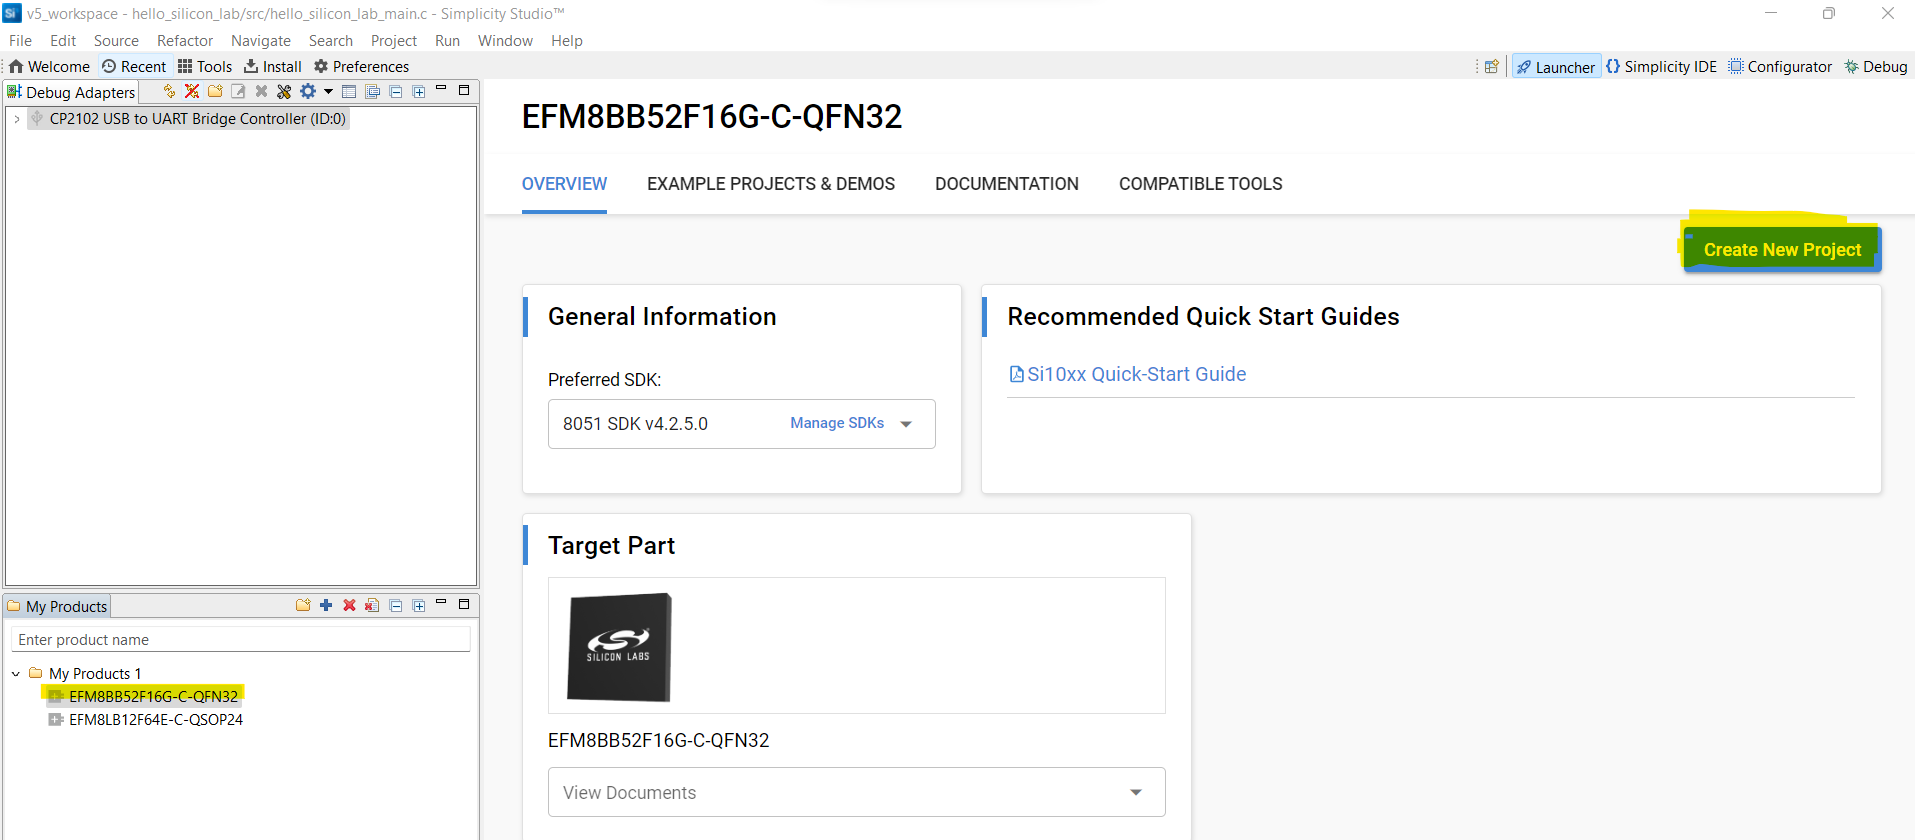 v5_workspace - hello_silicon_lab/src/hello_silicon_lab_main.c - Simplicity Studio™
File Edit Source Refactor Navigate Search Project Run Window Help
Welcome Recent Tools Install Preferences
Launcher Simplicity IDE Configurator Debug
Debug Adapters
CP2102 USB to UART Bridge Controller (ID:0)
My Products
Enter product name
My Products 1
EFM8BB52F16G-C-QFN32
EFM8LB12F64E-C-QSOP24
EFM8BB52F16G-C-QFN32
OVERVIEW EXAMPLE PROJECTS & DEMOS DOCUMENTATION COMPATIBLE TOOLS
Create New Project
General Information
Preferred SDK:
8051 SDK v4.2.5.0 Manage SDKs
Recommended Quick Start Guides
Si10xx Quick-Start Guide
Target Part
SILICON LABS
EFM8BB52F16G-C-QFN32
View Documents